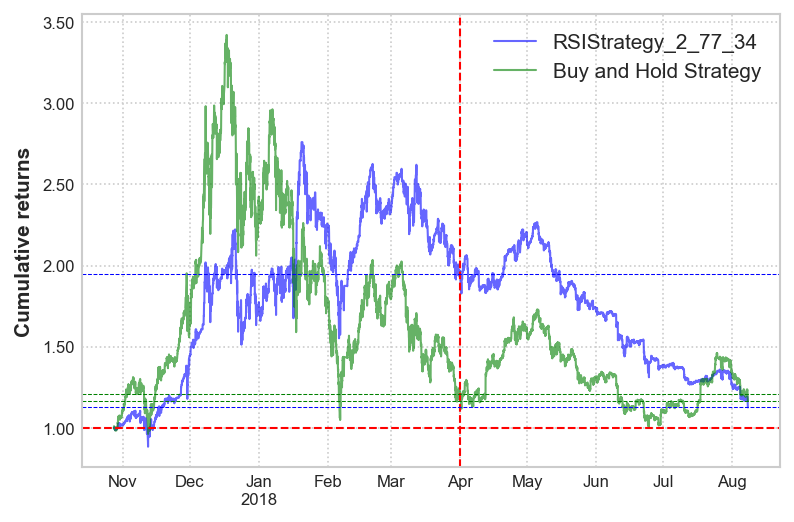 3.50
3.00
2.50
2.00
1.50
1.00
Cumulative returns
RSIStrategy_2_77_34
Buy and Hold Strategy
Nov Dec Jan Feb Mar Apr May Jun Jul Aug
2018